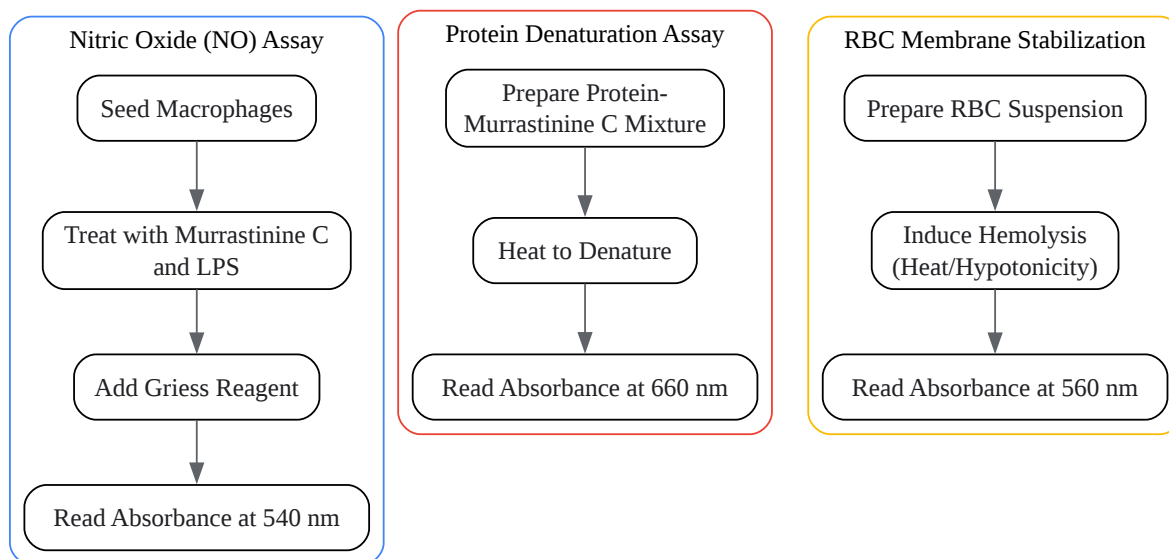 Nitric Oxide (NO) Assay
Seed Macrophages
Treat with Murrastinine C
and LPS
Add Griess Reagent
Read Absorbance at 540 nm
Protein Denaturation Assay
Prepare Protein-
Murrastinine C Mixture
Heat to Denature
Read Absorbance at 660 nm
RBC Membrane Stabilization
Prepare RBC Suspension
Induce Hemolysis
(Heat/Hypotonicity)
Read Absorbance at 560 nm